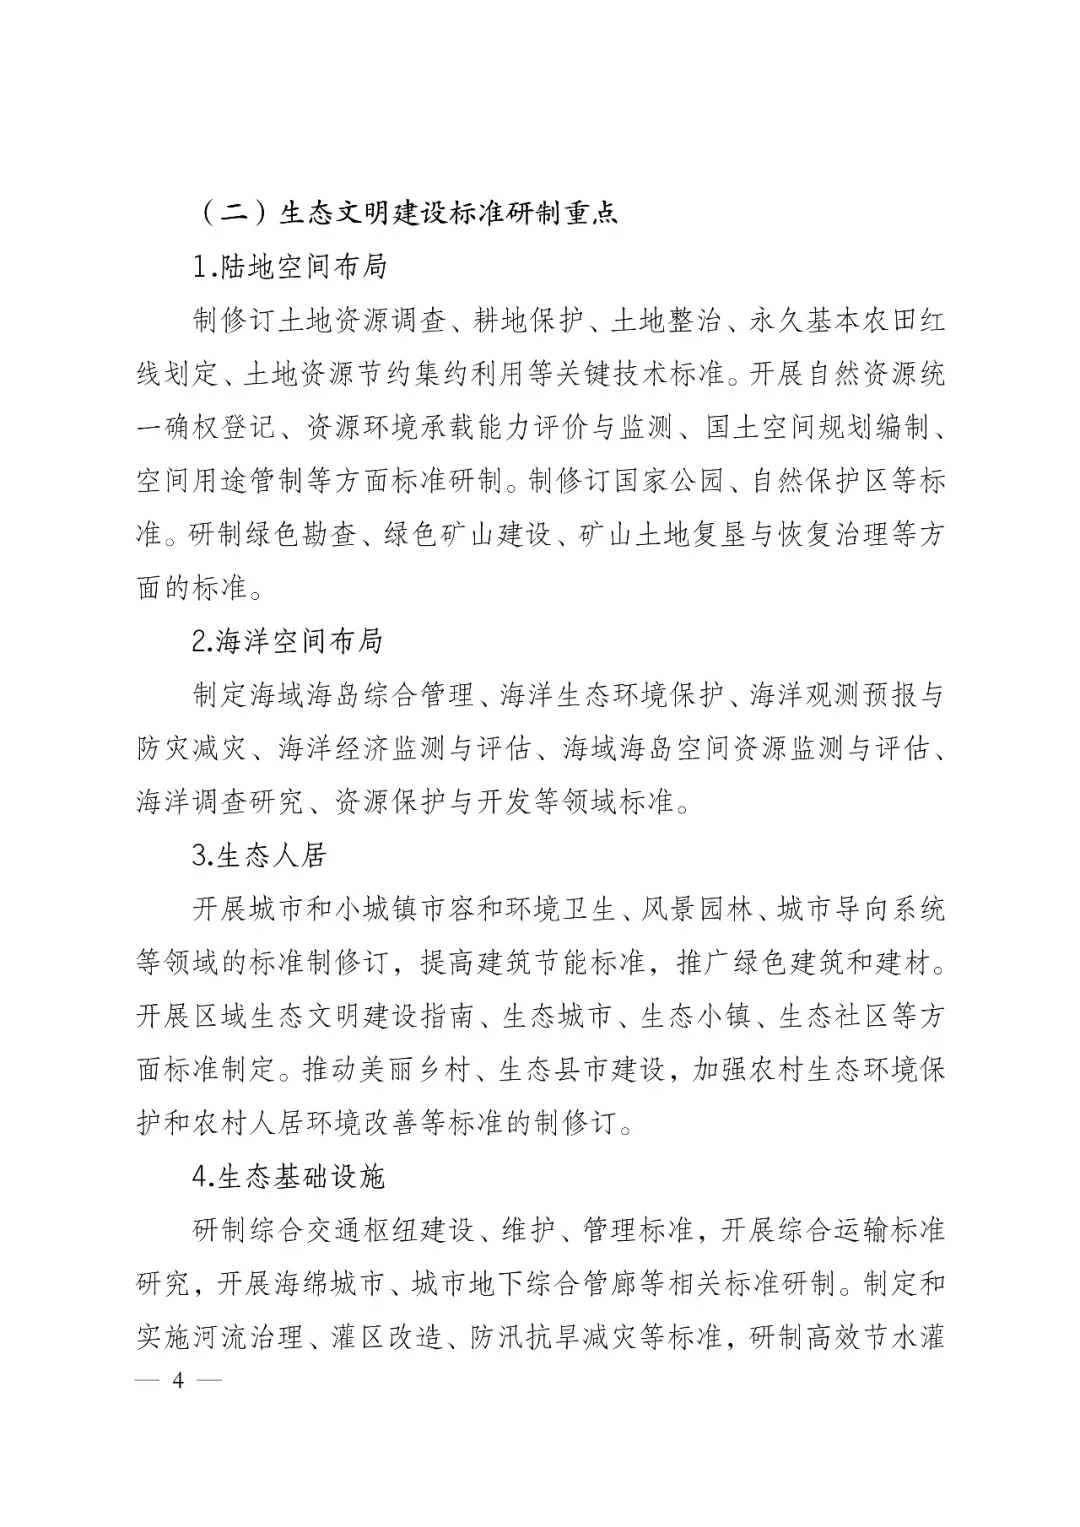 （二）生态文明建设标准研制重点
1.陆地空间布局
制修订土地资源调查、耕地保护、土地整治、永久基本农田红
线划定、土地资源节约集约利用等关键技术标准。开展自然资源统
一确权登记、资源环境承载能力评价与监测、国土空间规划编制、
空间用途管制等方面标准研制。制修订国家公园、自然保护区等标
准。研制绿色勘查、绿色矿山建设、矿山土地复垦与恢复治理等方
面的标准。
2.海洋空间布局
制定海域海岛综合管理、海洋生态环境保护、海洋观测预报与
防灾减灾、海洋经济监测与评估、海域海岛空间资源监测与评估、
海洋调查研究、资源保护与开发等领域标准。
3.生态人居
开展城市和小城镇市容和环境卫生、风景园林、城市导向系统
等领域的标准制修订，提高建筑节能标准，推广绿色建筑和建材。
开展区域生态文明建设指南、生态城市、生态小镇、生态社区等方
面标准制定。推动美丽乡村、生态县市建设，加强农村生态环境保
护和农村人居环境改善等标准的制修订。
4.生态基础设施
研制综合交通枢纽建设、维护、管理标准，开展综合运输标准
研究，开展海绵城市、城市地下综合管廊等相关标准研制。制定和
实施河流治理、灌区改造、防汛抗旱减灾等标准，研制高效节水灌
— 4 —